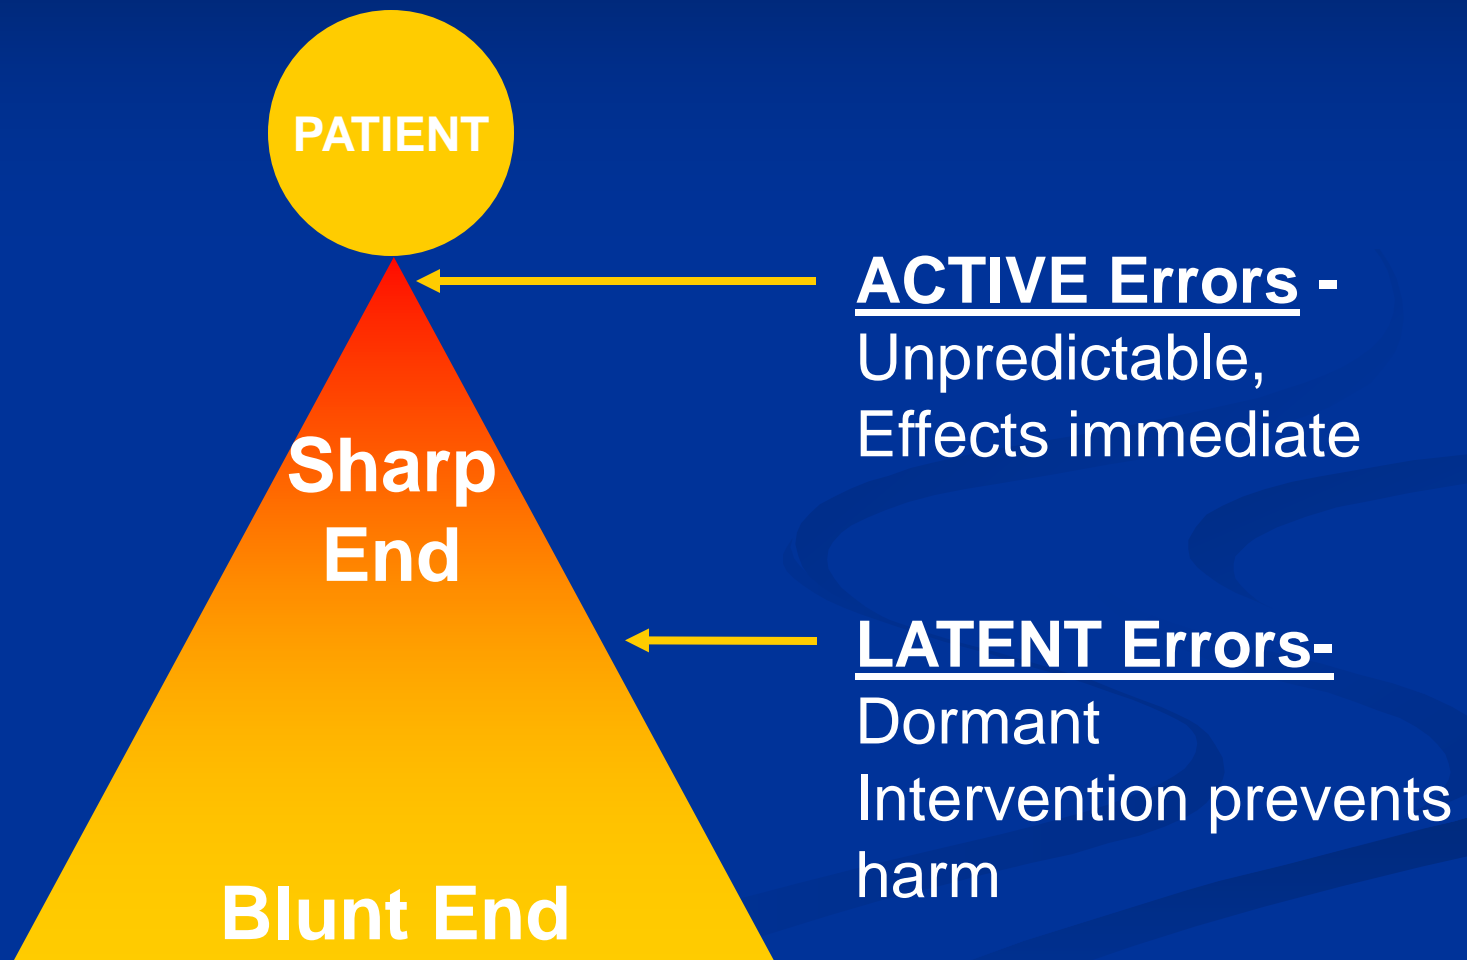 PATIENT
ACTIVE Errors -
Unpredictable,
Effects immediate
Sharp
End
LATENT Errors-
Dormant
Intervention prevents
harm
Blunt End